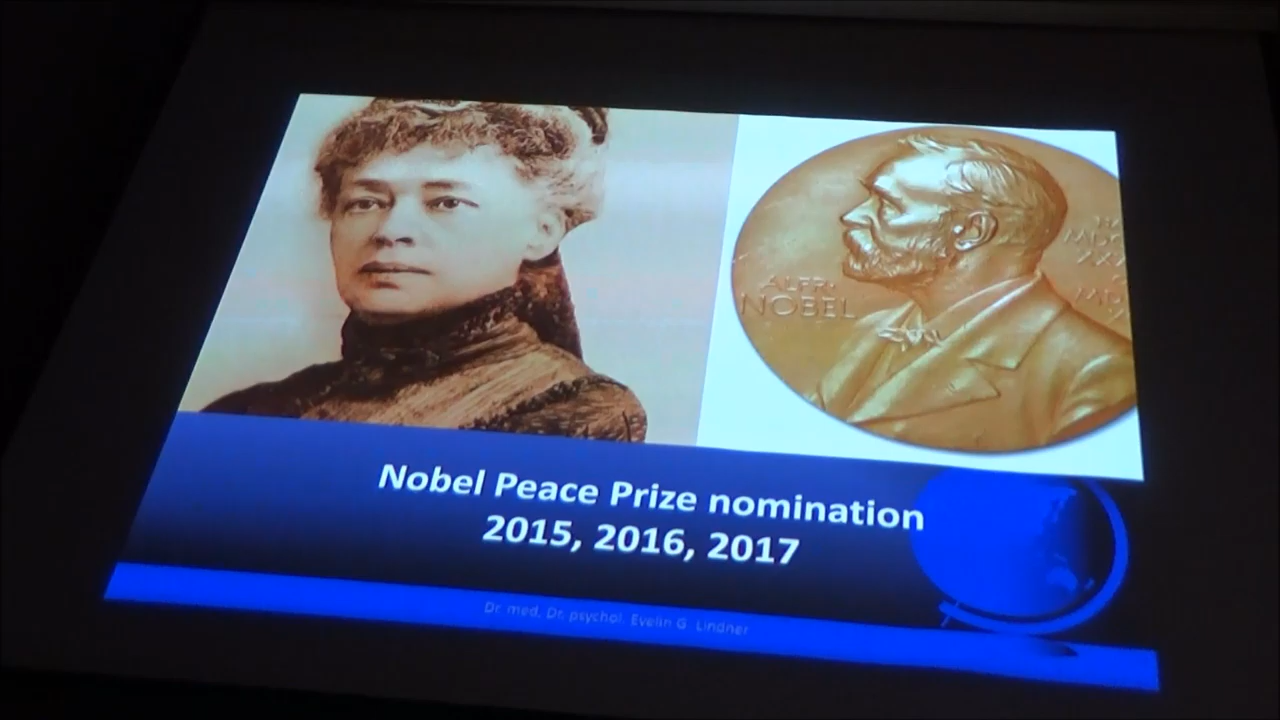 ALFR·
NOBEL
Nobel Peace Prize nomination
2015, 2016, 2017
Dr. med. Dr. psychol. Evelin G. Lindner